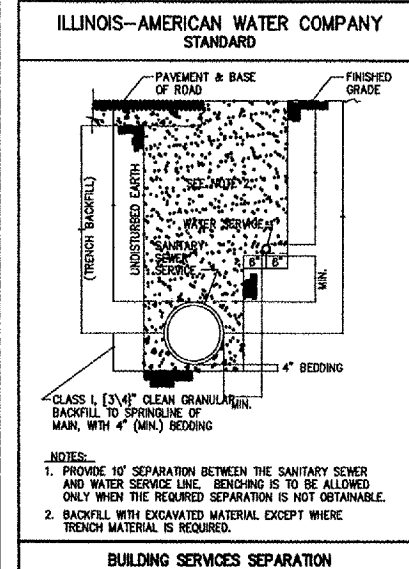 ILLINOIS-AMERICAN WATER COMPANY
STANDARD
PAVEMENT & BASE
OF ROAD
FINISHED
GRADE
(TRENCH BACKFILL)
UNDISTURBED EARTH
SEE NOTE 2
WATER SERVICE
SANITARY
SEWER
SERVICE
6" 6"
MIN.
4" BEDDING
MIN.
CLASS I, [3\4]" CLEAN GRANULAR
BACKFILL TO SPRINGLINE OF
MAIN, WITH 4" (MIN.) BEDDING
NOTES:
1. PROVIDE 10' SEPARATION BETWEEN THE SANITARY SEWER
AND WATER SERVICE LINE. BENCHING IS TO BE ALLOWED
ONLY WHEN THE REQUIRED SEPARATION IS NOT OBTAINABLE.
2. BACKFILL WITH EXCAVATED MATERIAL EXCEPT WHERE
TRENCH MATERIAL IS REQUIRED.
BUILDING SERVICES SEPARATION